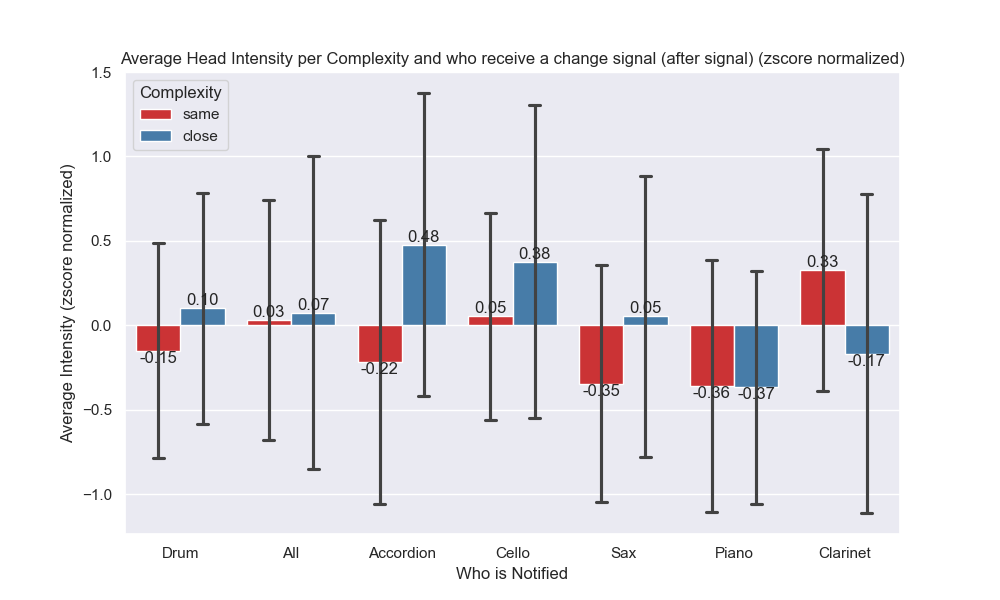 Average Head Intensity per Complexity and who receive a change signal (after signal) (zscore normalized)
Complexity
same
close
Average Intensity (zscore normalized)
1.5
1.0
0.5
0.0
−0.5
−1.0
-0.15
0.10
0.03
0.07
-0.22
0.48
0.05
0.38
-0.35
0.05
-0.36
-0.37
0.33
-0.17
Drum All Accordion Cello Sax Piano Clarinet
Who is Notified